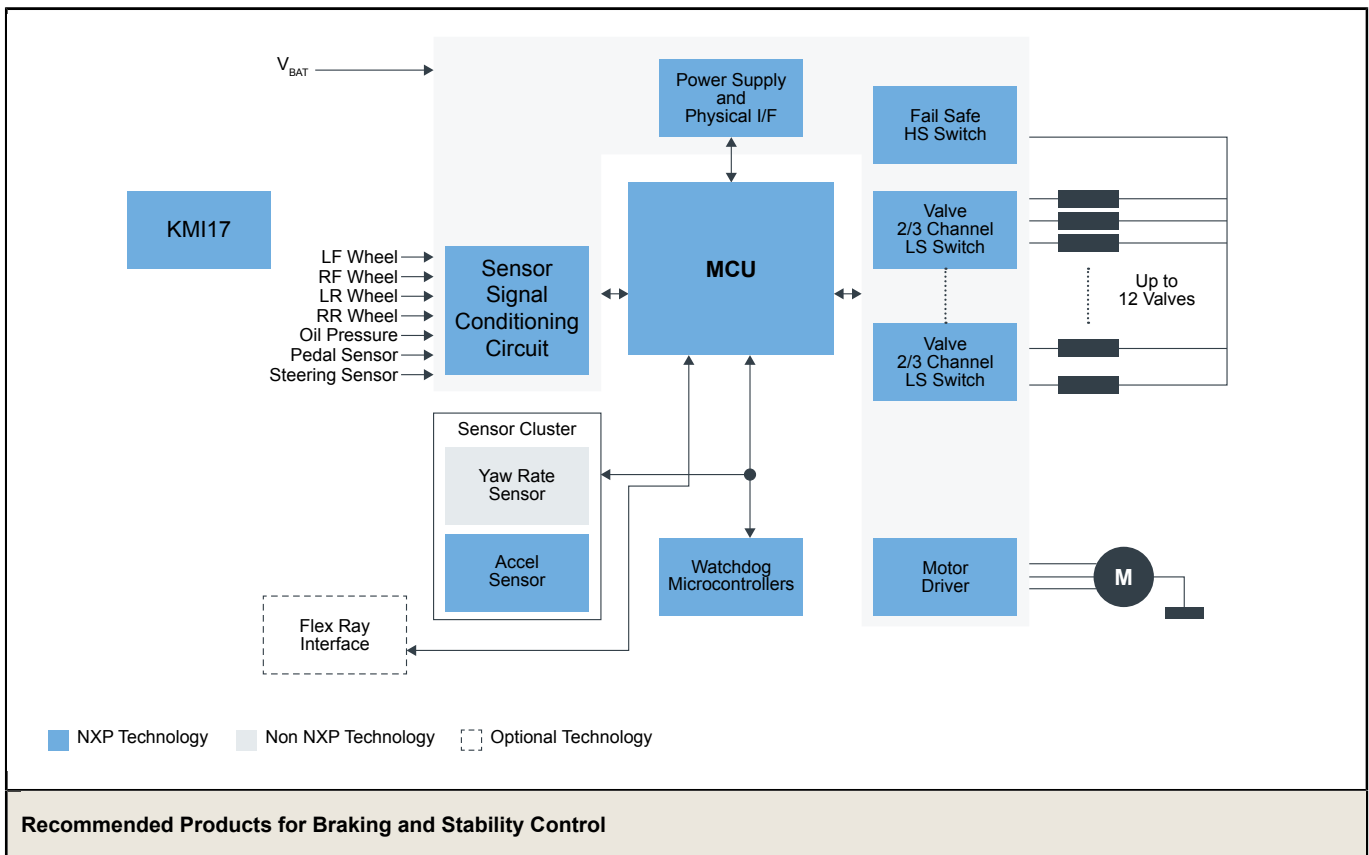 V_BAT
Power Supply
and
Physical I/F
Fail Safe
HS Switch
KMI17
LF Wheel
RF Wheel
LR Wheel
RR Wheel
Oil Pressure
Pedal Sensor
Steering Sensor
Sensor
Signal
Conditioning
Circuit
MCU
Valve
2/3 Channel
LS Switch
Up to
12 Valves
Valve
2/3 Channel
LS Switch
Sensor Cluster
Yaw Rate
Sensor
Accel
Sensor
Watchdog
Microcontrollers
Motor
Driver
M
Flex Ray
Interface
NXP Technology
Non NXP Technology
Optional Technology
Recommended Products for Braking and Stability Control